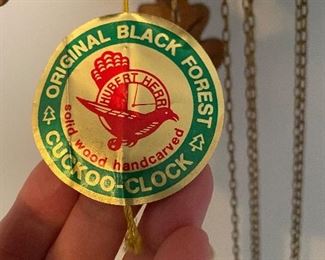 ORIGINAL BLACK FOREST
HUBERT HERR
solid wood handcarved
CUCKOO-CLOCK